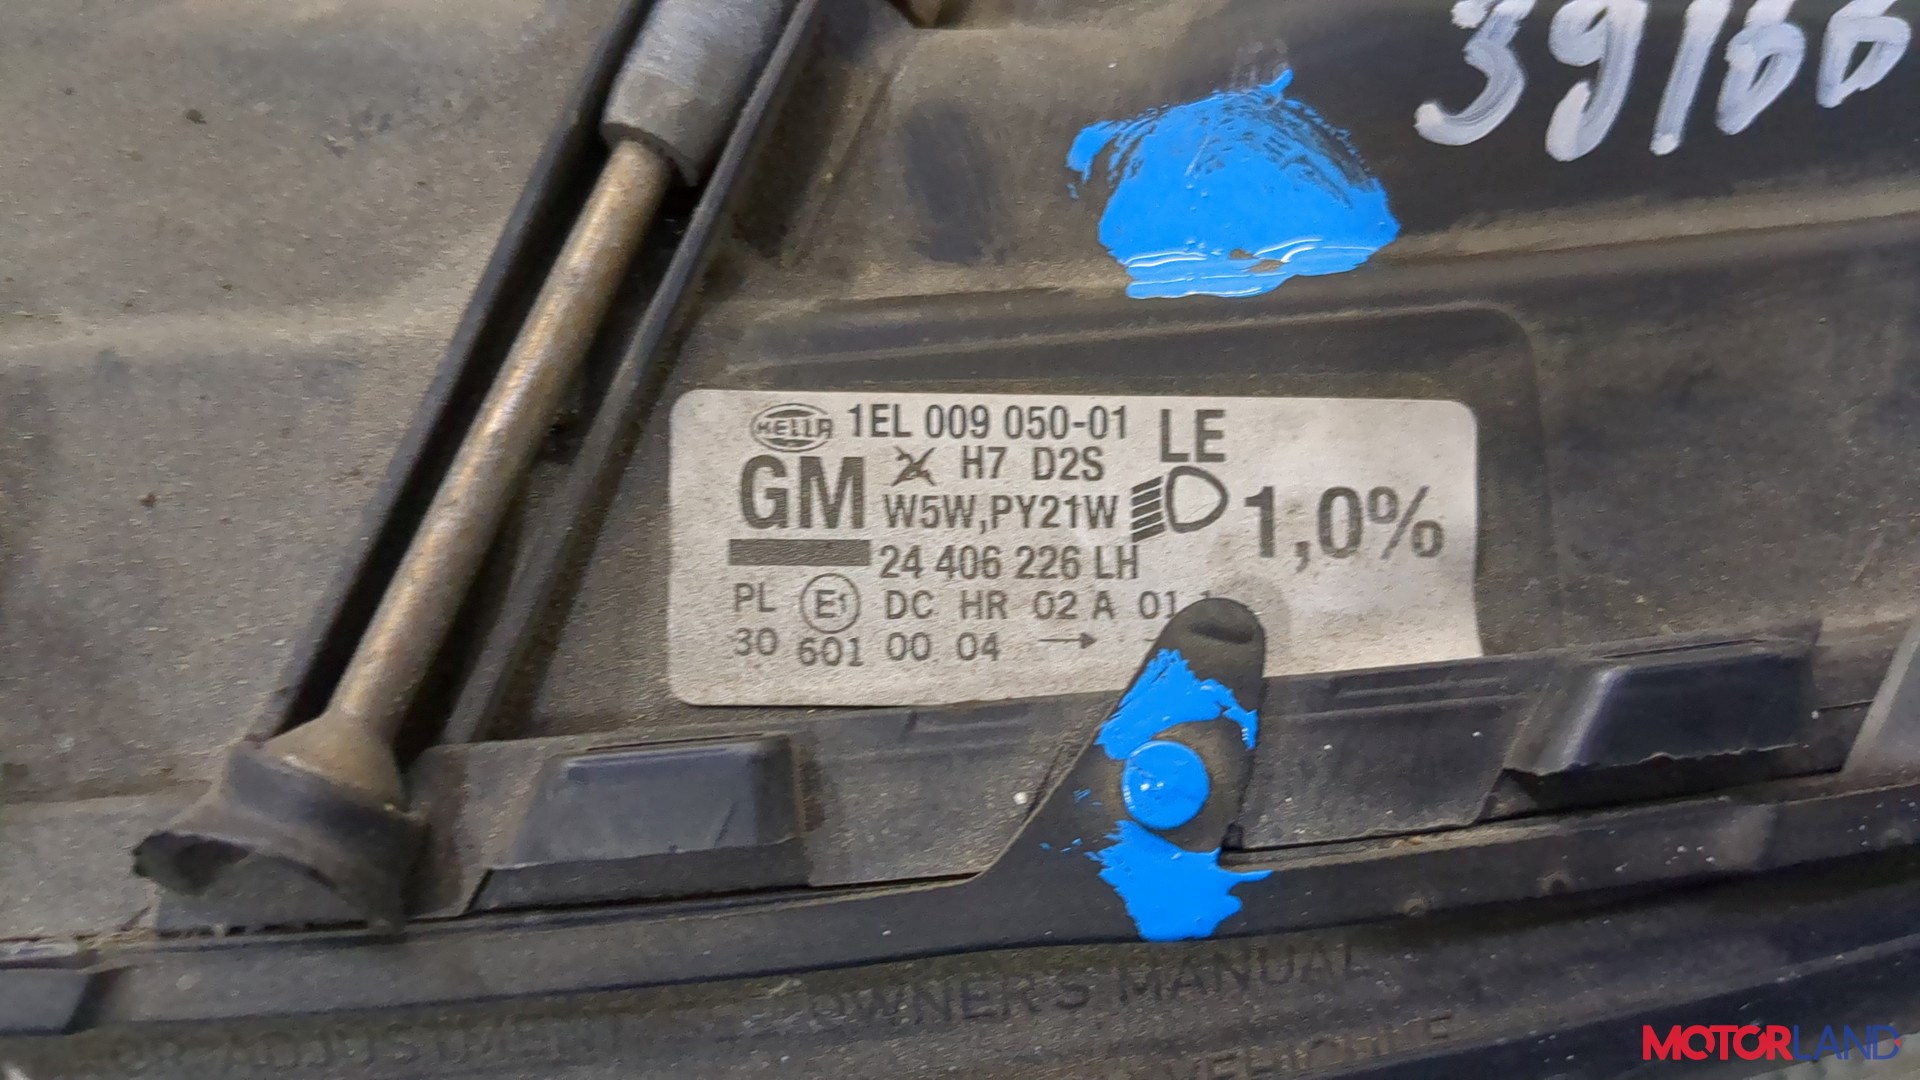 39166
HELLA 1EL 009 050-01 LE
GM H7 D2S
W5W,PY21W 1,0%
24 406 226 LH
PL E1 DC HR 02 A 01
30 601 00 04 →
OWNER'S MANUAL
ADJUSTMENT
MOTORLAND